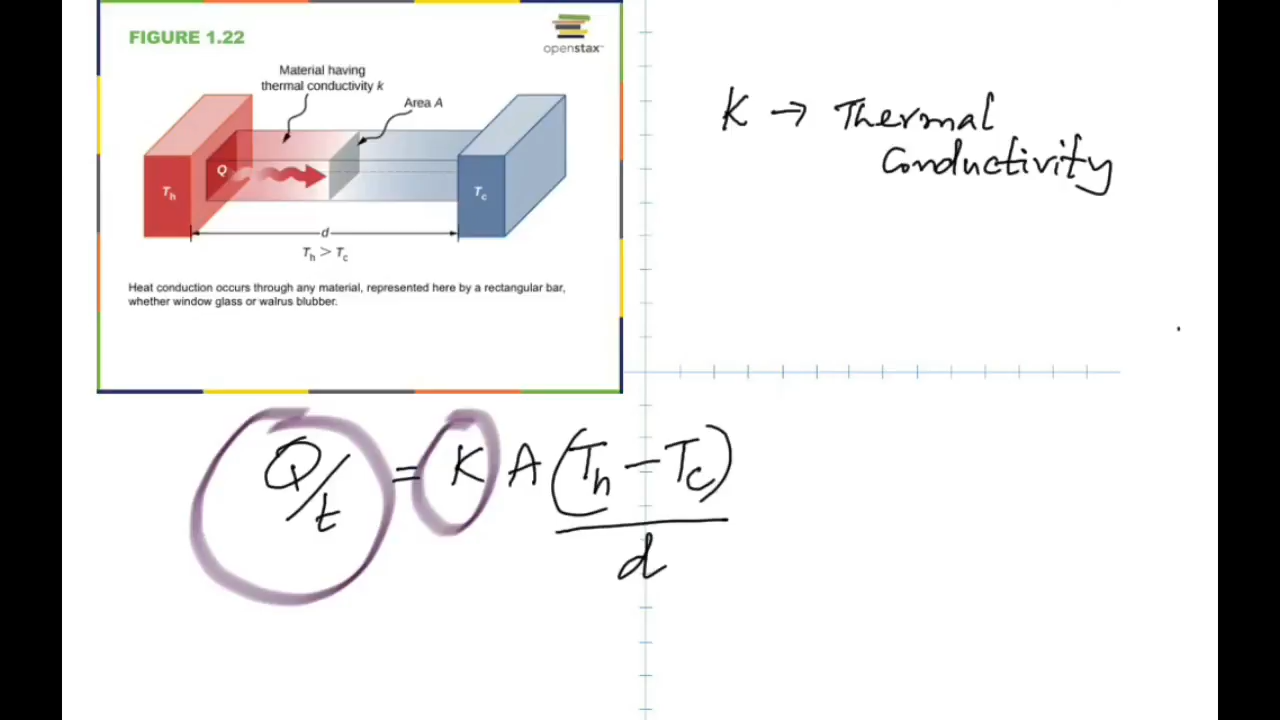 FIGURE 1.22
openstax™
Material having
thermal conductivity k
Area A
Q
Th
Tc
d
Th > Tc
Heat conduction occurs through any material, represented here by a rectangular bar,
whether window glass or walrus blubber.
K → Thermal
Conductivity
Q/t = K A (Th - Tc)
d